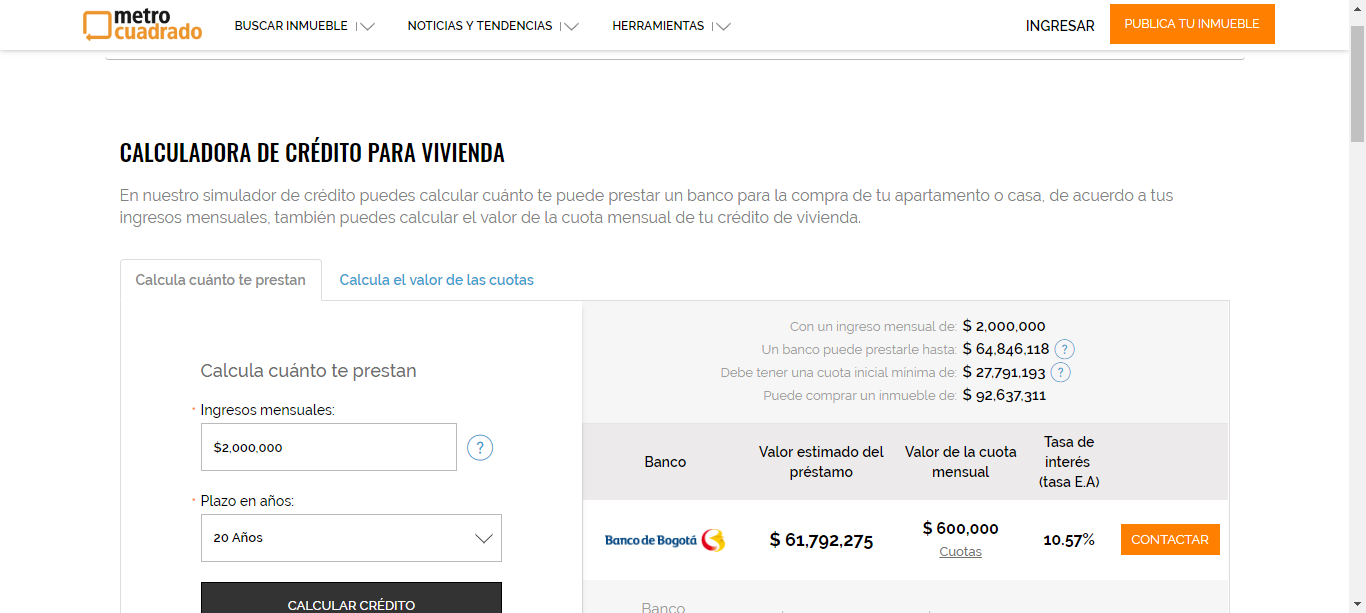 metro
cuadrado
BUSCAR INMUEBLE
NOTICIAS Y TENDENCIAS
HERRAMIENTAS
INGRESAR
PUBLICA TU INMUEBLE
CALCULADORA DE CRÉDITO PARA VIVIENDA
En nuestro simulador de crédito puedes calcular cuánto te puede prestar un banco para la compra de tu apartamento o casa, de acuerdo a tus
ingresos mensuales, también puedes calcular el valor de la cuota mensual de tu crédito de vivienda.
Calcula cuánto te prestan
Calcula el valor de las cuotas
Calcula cuánto te prestan
* Ingresos mensuales:
$2,000,000
?
* Plazo en años:
20 Años
CALCULAR CRÉDITO
Con un ingreso mensual de: $ 2,000,000
Un banco puede prestarle hasta: $ 64,846,118 ?
Debe tener una cuota inicial minima de: $ 27,791,193 ?
Puede comprar un inmueble de: $ 92,637,311
Banco
Valor estimado del
préstamo
Valor de la cuota
mensual
Tasa de
interés
(tasa E.A)
Banco de Bogotá
$ 61,792,275
$ 600,000
Cuotas
10.57%
CONTACTAR
Banco